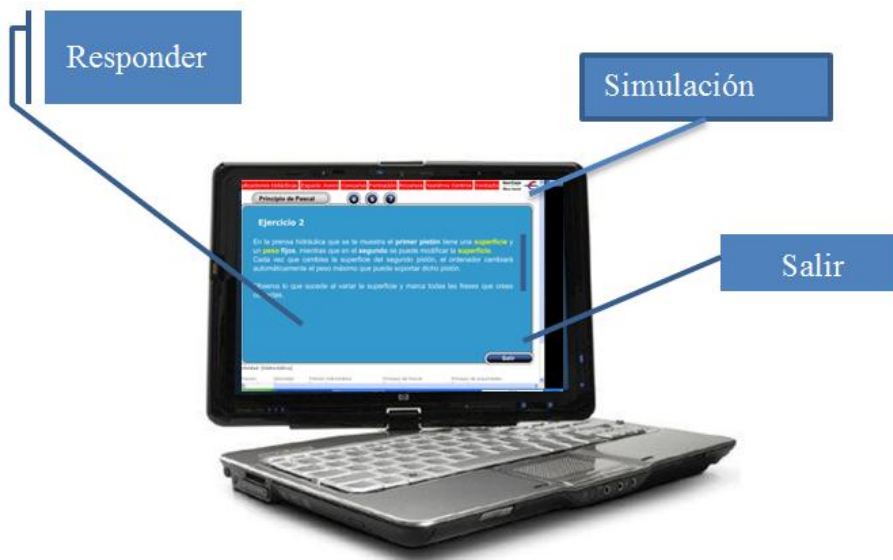 Responder
Simulación
Salir
Principio de Pascal
Ejercicio 2
En la prensa hidráulica que se te muestra el primer pistón tiene una superficie y
un peso fijos, mientras que en el segundo se puede modificar la superficie.
Cada vez que cambies la superficie del segundo pistón, el ordenador cambiará
automáticamente el peso máximo que puede soportar dicho pistón.
Observa lo que sucede al variar la superficie y marca todas las frases que creas
Salir
Principio de Pascal